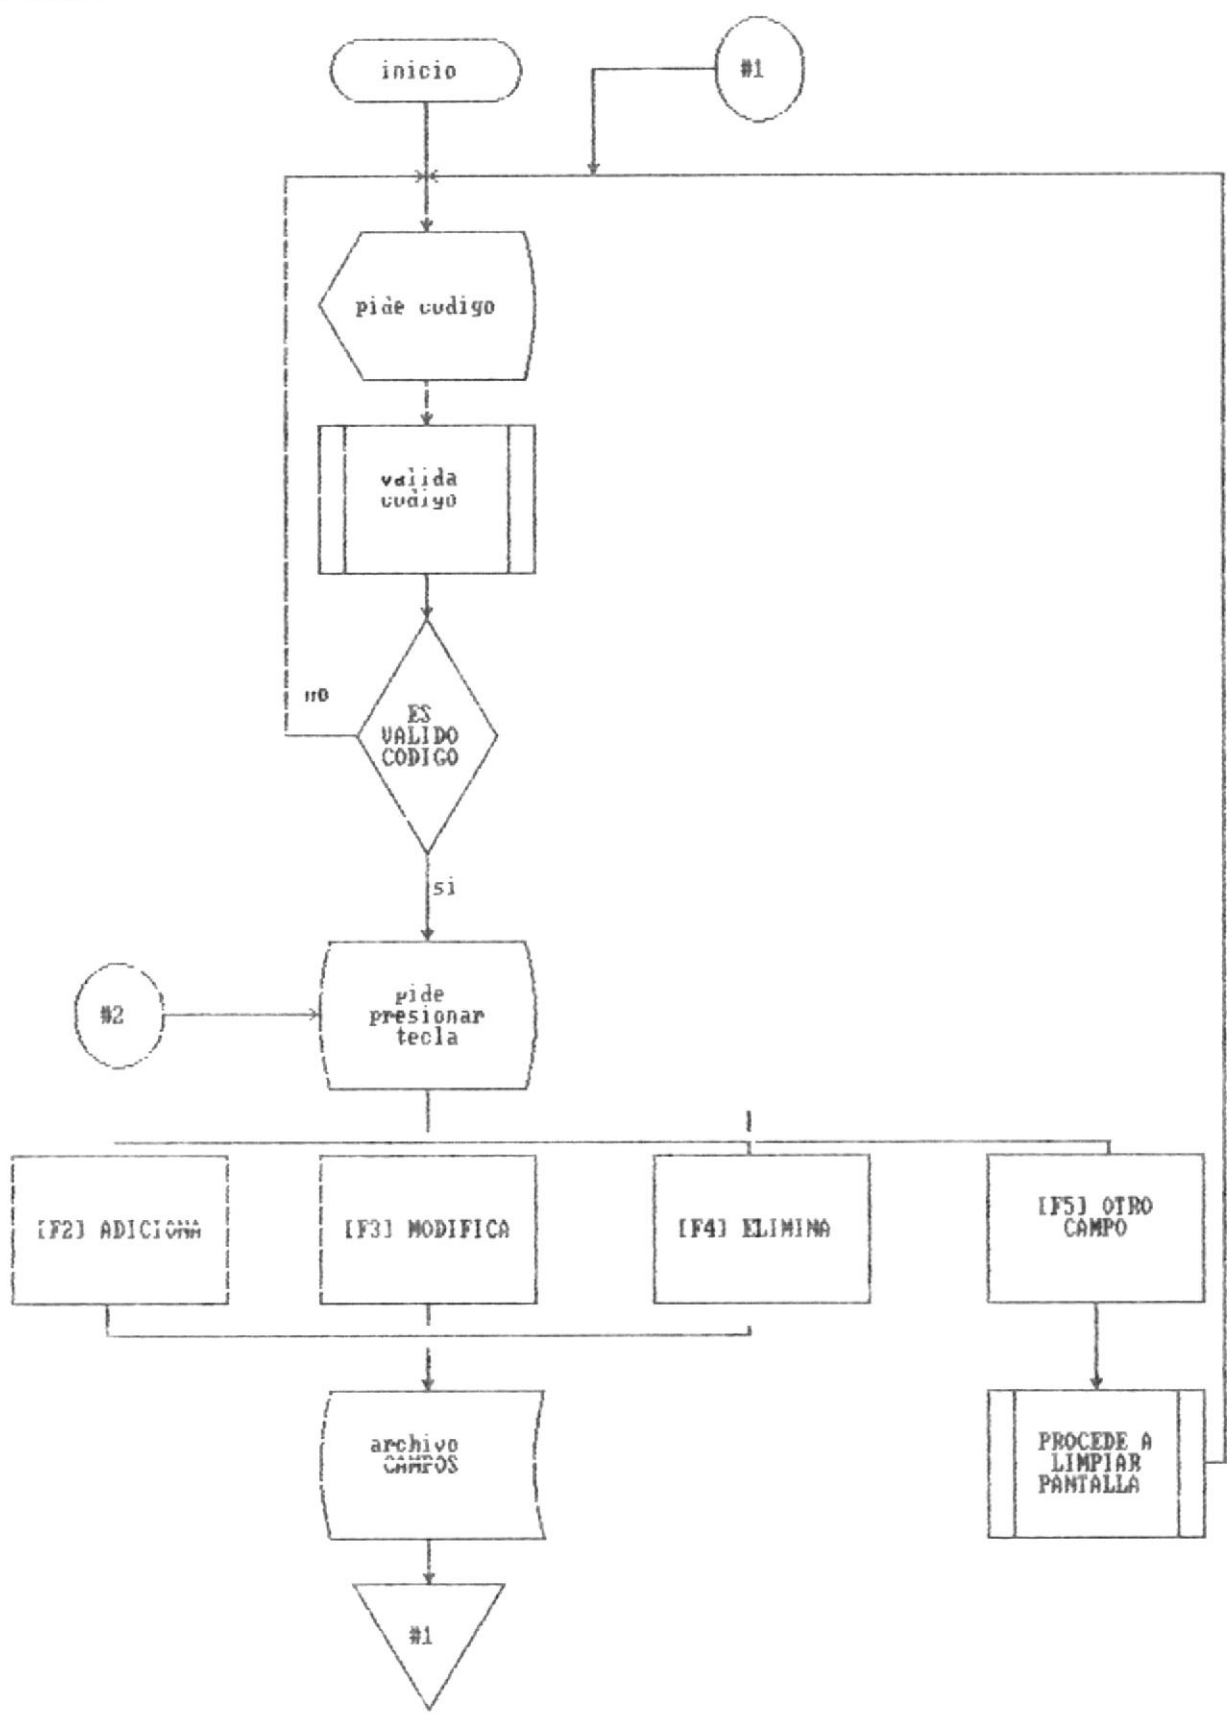 inicio
#1
pide codigo
valida
codigo
no
ES
VALIDO
CODIGO
si
#2
pide
presionar
tecla
[F2] ADICIONA
[F3] MODIFICA
[F4] ELIMINA
[F5] OTRO
CAMPO
archivo
CAMPOS
PROCEDE A
LIMPIAR
PANTALLA
#1